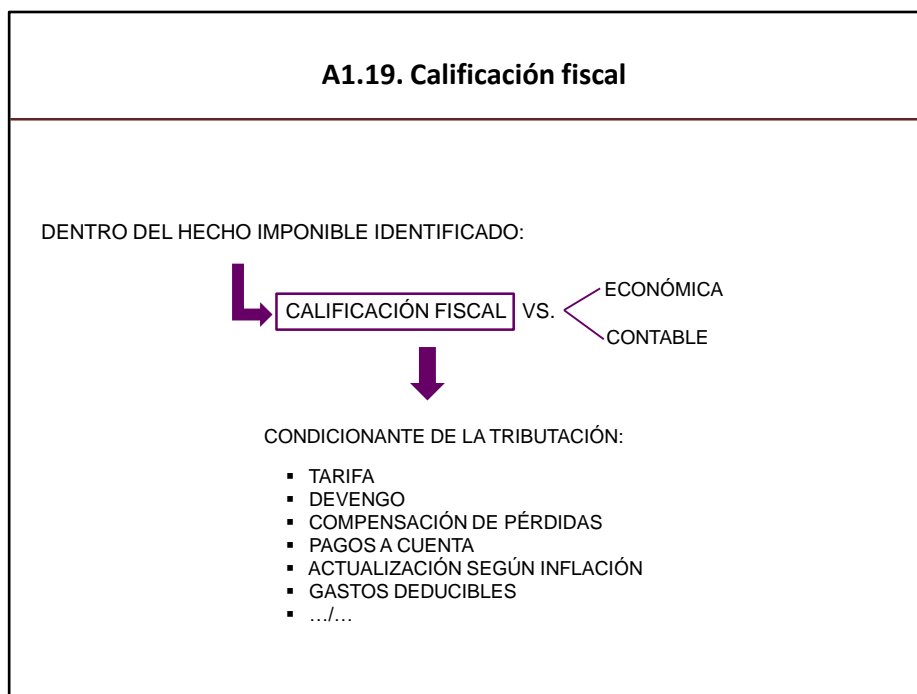 A1.19. Calificación fiscal
DENTRO DEL HECHO IMPONIBLE IDENTIFICADO:
CALIFICACIÓN FISCAL VS.
ECONÓMICA
CONTABLE
CONDICIONANTE DE LA TRIBUTACIÓN:
▪ TARIFA
▪ DEVENGO
▪ COMPENSACIÓN DE PÉRDIDAS
▪ PAGOS A CUENTA
▪ ACTUALIZACIÓN SEGÚN INFLACIÓN
▪ GASTOS DEDUCIBLES
▪ .../...